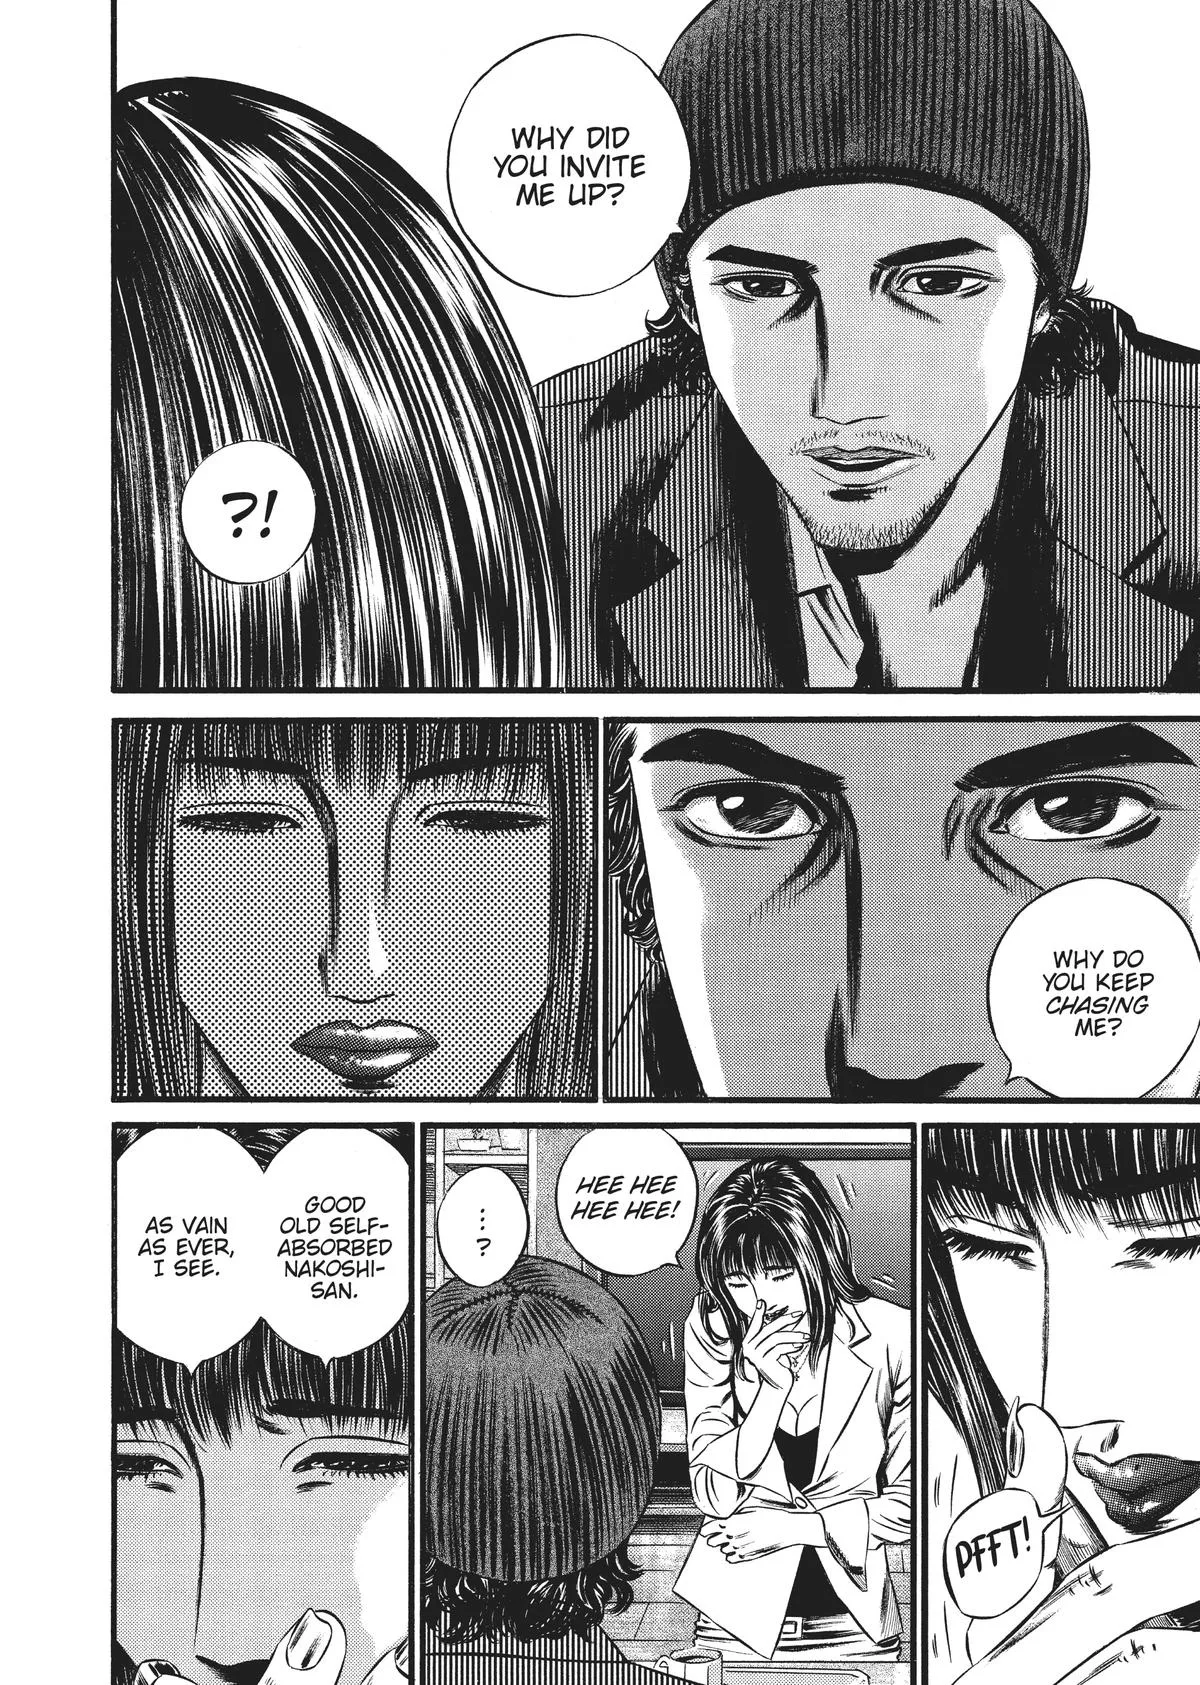 WHY DID
YOU INVITE
ME UP?
?!
WHY DO
YOU KEEP
CHASING
ME?
PFFT!
HEE HEE
HEE HEE!
...
?
GOOD
OLD SELF-
ABSORBED
NAKOSHI-
SAN.
AS VAIN
AS EVER,
I SEE.